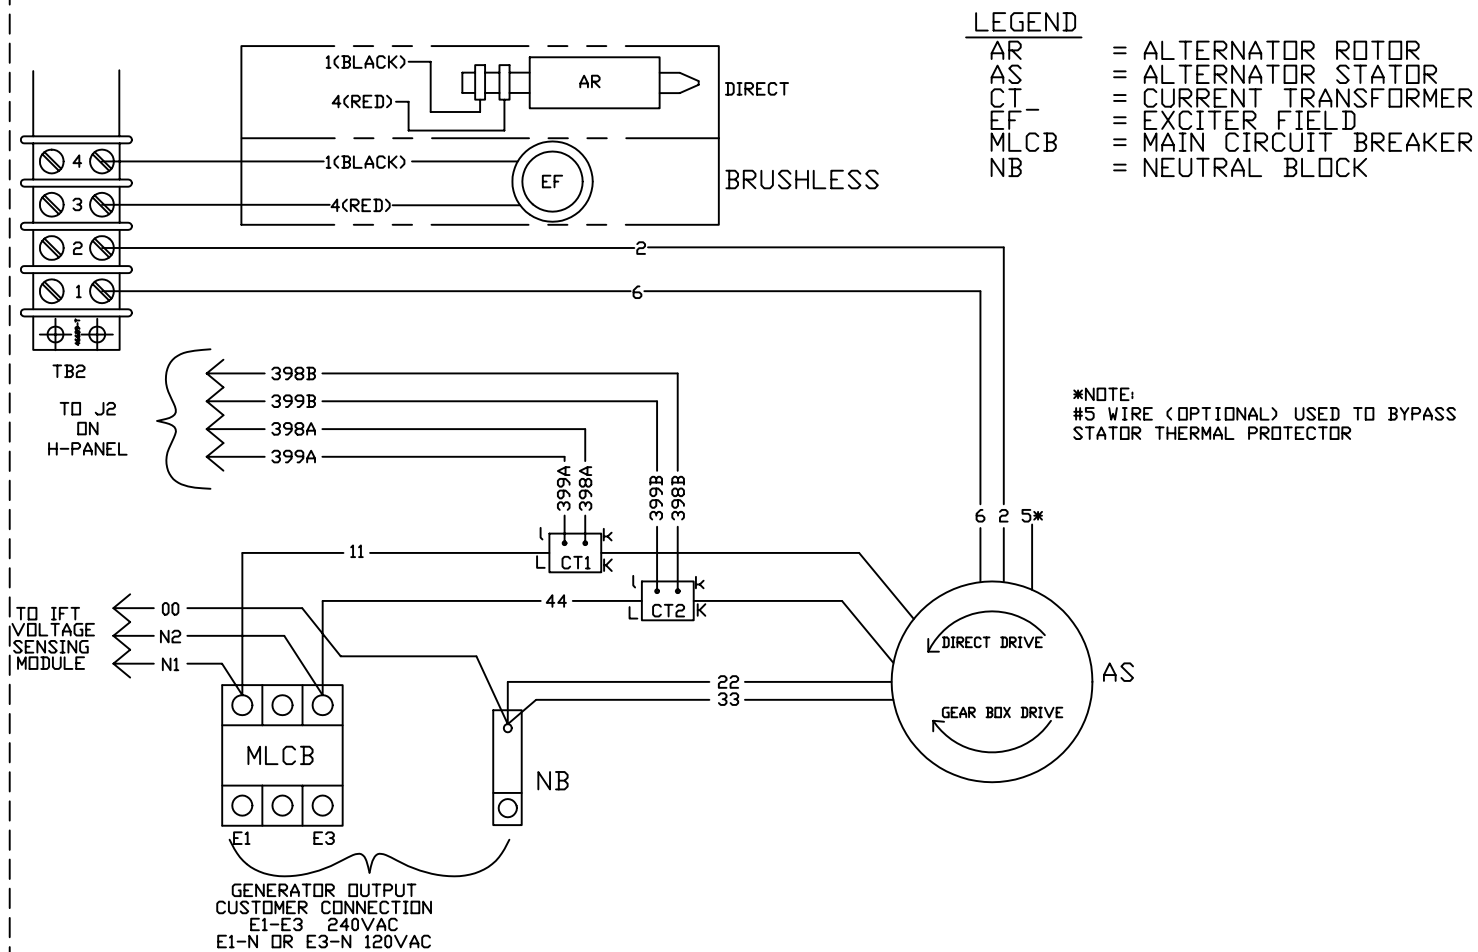 LEGEND
AR = ALTERNATOR ROTOR
AS = ALTERNATOR STATOR
CT_ = CURRENT TRANSFORMER
EF = EXCITER FIELD
MLCB = MAIN CIRCUIT BREAKER
NB = NEUTRAL BLOCK
1(BLACK)
AR
DIRECT
4(RED)
4
1(BLACK)
EF
BRUSHLESS
3
4(RED)
2
2
1
6
TB2
TO J2
ON
H-PANEL
398B
399B
398A
399A
*NOTE:
#5 WIRE (OPTIONAL) USED TO BYPASS
STATOR THERMAL PROTECTOR
399A
398A
399B
398B
6 2 5*
l
k
L
CT1
K
11
l
k
L
CT2
K
44
TO IFT
VOLTAGE
SENSING
MODULE
00
N2
N1
DIRECT DRIVE
AS
22
33
GEAR BOX DRIVE
MLCB
NB
E1
E3
GENERATOR OUTPUT
CUSTOMER CONNECTION
E1-E3 240VAC
E1-N OR E3-N 120VAC